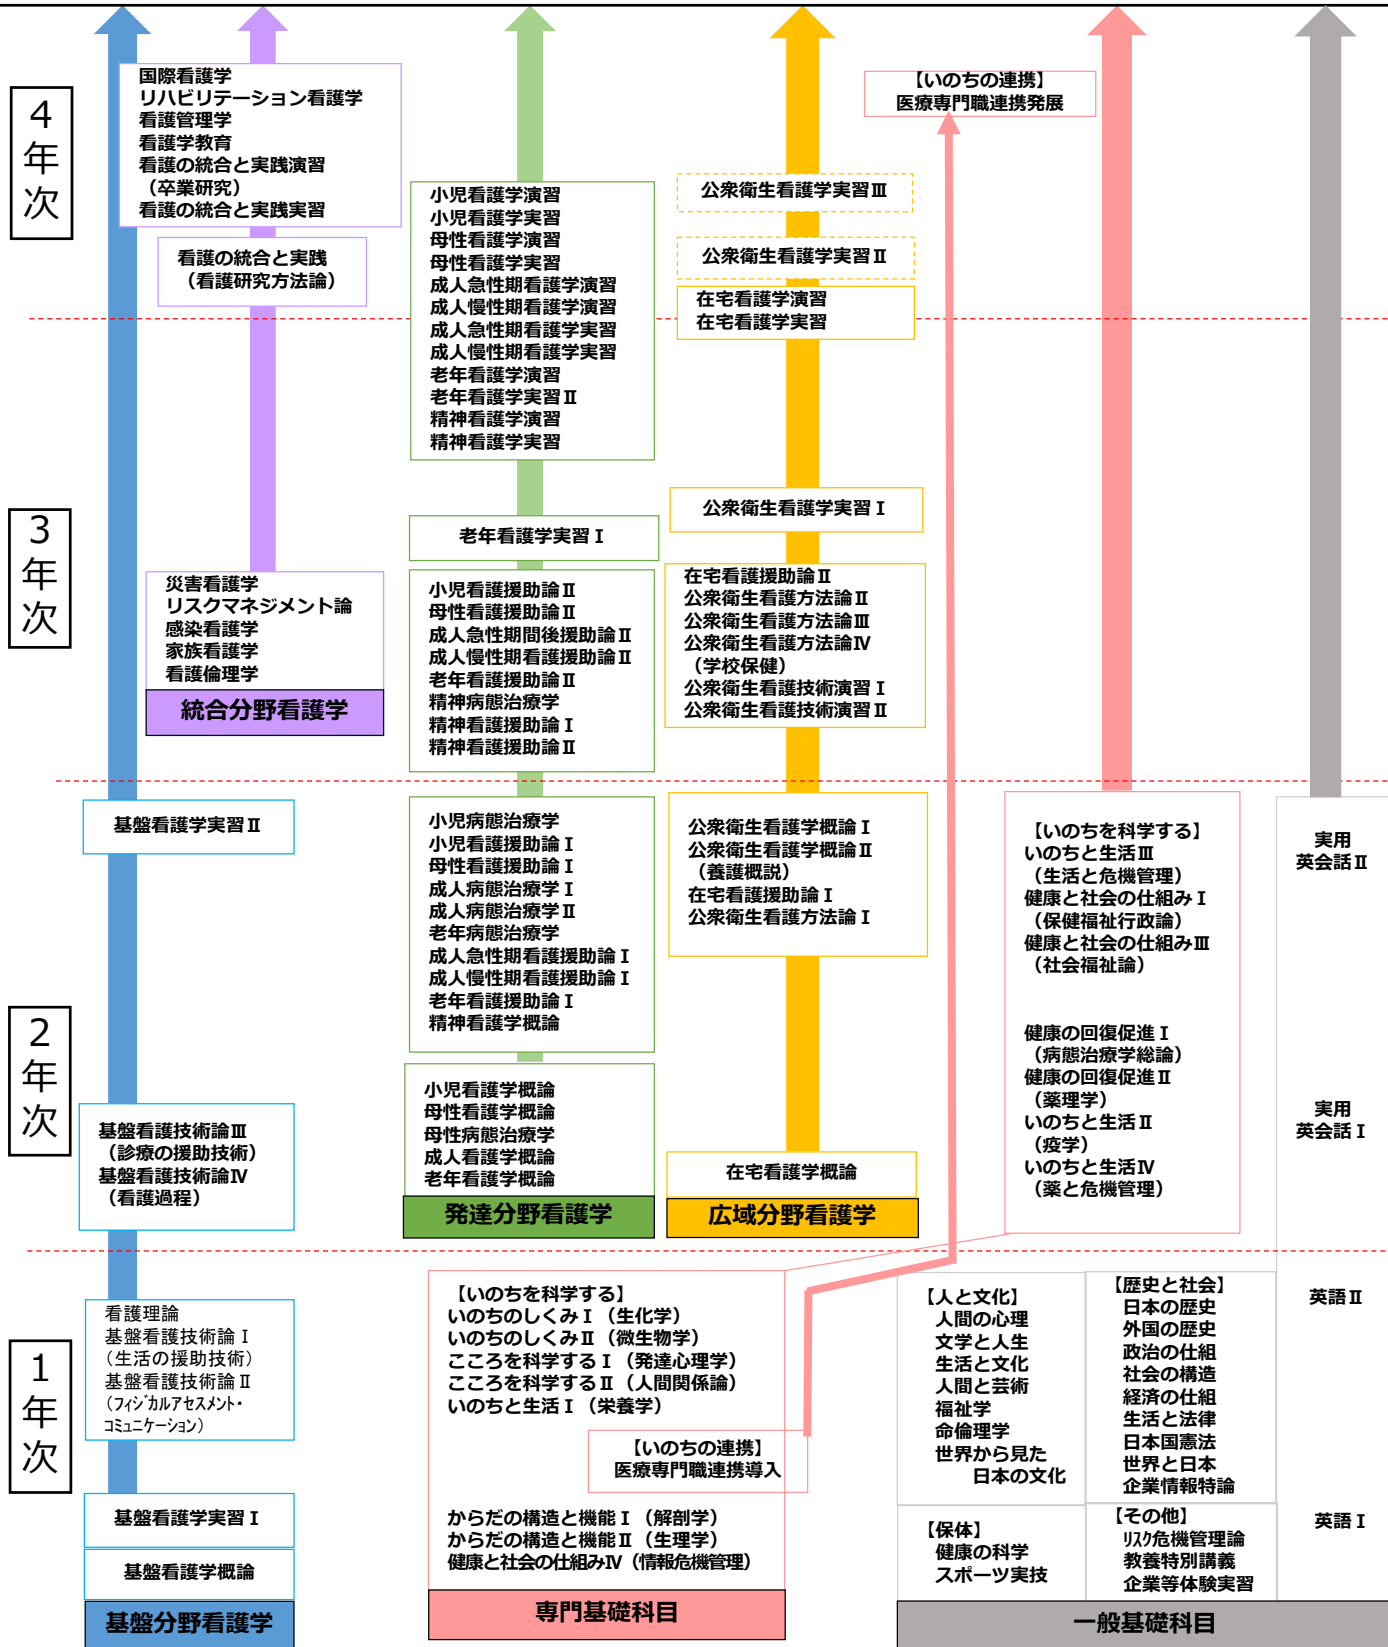 4
年
次
国際看護学
リハビリテーション看護学
看護管理学
看護学教育
看護の統合と実践演習
（卒業研究）
看護の統合と実践実習
看護の統合と実践
（看護研究方法論）
小児看護学演習
小児看護学実習
母性看護学演習
母性看護学実習
成人急性期看護学演習
成人慢性期看護学演習
成人急性期看護学実習
成人慢性期看護学実習
老年看護学演習
老年看護学実習Ⅱ
精神看護学演習
精神看護学実習
公衆衛生看護学実習Ⅲ
公衆衛生看護学実習Ⅱ
在宅看護学演習
在宅看護学実習
【いのちの連携】
医療専門職連携発展
3
年
次
災害看護学
リスクマネジメント論
感染看護学
家族看護学
看護倫理学
統合分野看護学
老年看護学実習Ⅰ
小児看護援助論Ⅱ
母性看護援助論Ⅱ
成人急性期間後援助論Ⅱ
成人慢性期看護援助論Ⅱ
老年看護援助論Ⅱ
精神病態治療学
精神看護援助論Ⅰ
精神看護援助論Ⅱ
公衆衛生看護学実習Ⅰ
在宅看護援助論Ⅱ
公衆衛生看護方法論Ⅱ
公衆衛生看護方法論Ⅲ
公衆衛生看護方法論Ⅳ
（学校保健）
公衆衛生看護技術演習Ⅰ
公衆衛生看護技術演習Ⅱ
2
年
次
基盤看護学実習Ⅱ
基盤看護技術論Ⅲ
（診療の援助技術）
基盤看護技術論Ⅳ
（看護過程）
小児病態治療学
小児看護援助論Ⅰ
母性看護援助論Ⅰ
成人病態治療学Ⅰ
成人病態治療学Ⅱ
老年病態治療学
成人急性期看護援助論Ⅰ
成人慢性期看護援助論Ⅰ
老年看護援助論Ⅰ
精神看護学概論
小児看護学概論
母性看護学概論
母性病態治療学
成人看護学概論
老年看護学概論
発達分野看護学
公衆衛生看護学概論Ⅰ
公衆衛生看護学概論Ⅱ
（養護概説）
在宅看護援助論Ⅰ
公衆衛生看護方法論Ⅰ
在宅看護学概論
広域分野看護学
【いのちを科学する】
いのちと生活Ⅲ
（生活と危機管理）
健康と社会の仕組みⅠ
（保健福祉行政論）
健康と社会の仕組みⅢ
（社会福祉論）
健康の回復促進Ⅰ
（病態治療学総論）
健康の回復促進Ⅱ
（薬理学）
いのちと生活Ⅱ
（疫学）
いのちと生活Ⅳ
（薬と危機管理）
実用
英会話Ⅱ
実用
英会話Ⅰ
1
年
次
看護理論
基盤看護技術論Ⅰ
（生活の援助技術）
基盤看護技術論Ⅱ
（ﾌｨｼﾞｶﾙｱｾｽﾒﾝﾄ・
ｺﾐｭﾆｹｰｼｮﾝ）
基盤看護学実習Ⅰ
基盤看護学概論
基盤分野看護学
【いのちを科学する】
いのちのしくみⅠ（生化学）
いのちのしくみⅡ（微生物学）
こころを科学するⅠ（発達心理学）
こころを科学するⅡ（人間関係論）
いのちと生活Ⅰ（栄養学）
【いのちの連携】
医療専門職連携導入
からだの構造と機能Ⅰ（解剖学）
からだの構造と機能Ⅱ（生理学）
健康と社会の仕組みⅣ（情報危機管理）
専門基礎科目
【人と文化】
人間の心理
文学と人生
生活と文化
人間と芸術
福祉学
命倫理学
世界から見た
日本の文化
【歴史と社会】
日本の歴史
外国の歴史
政治の仕組
社会の構造
経済の仕組
生活と法律
日本国憲法
世界と日本
企業情報特論
【保体】
健康の科学
スポーツ実技
【その他】
ﾘｽｸ危機管理論
教養特別講義
企業等体験実習
英語Ⅱ
英語Ⅰ
一般基礎科目